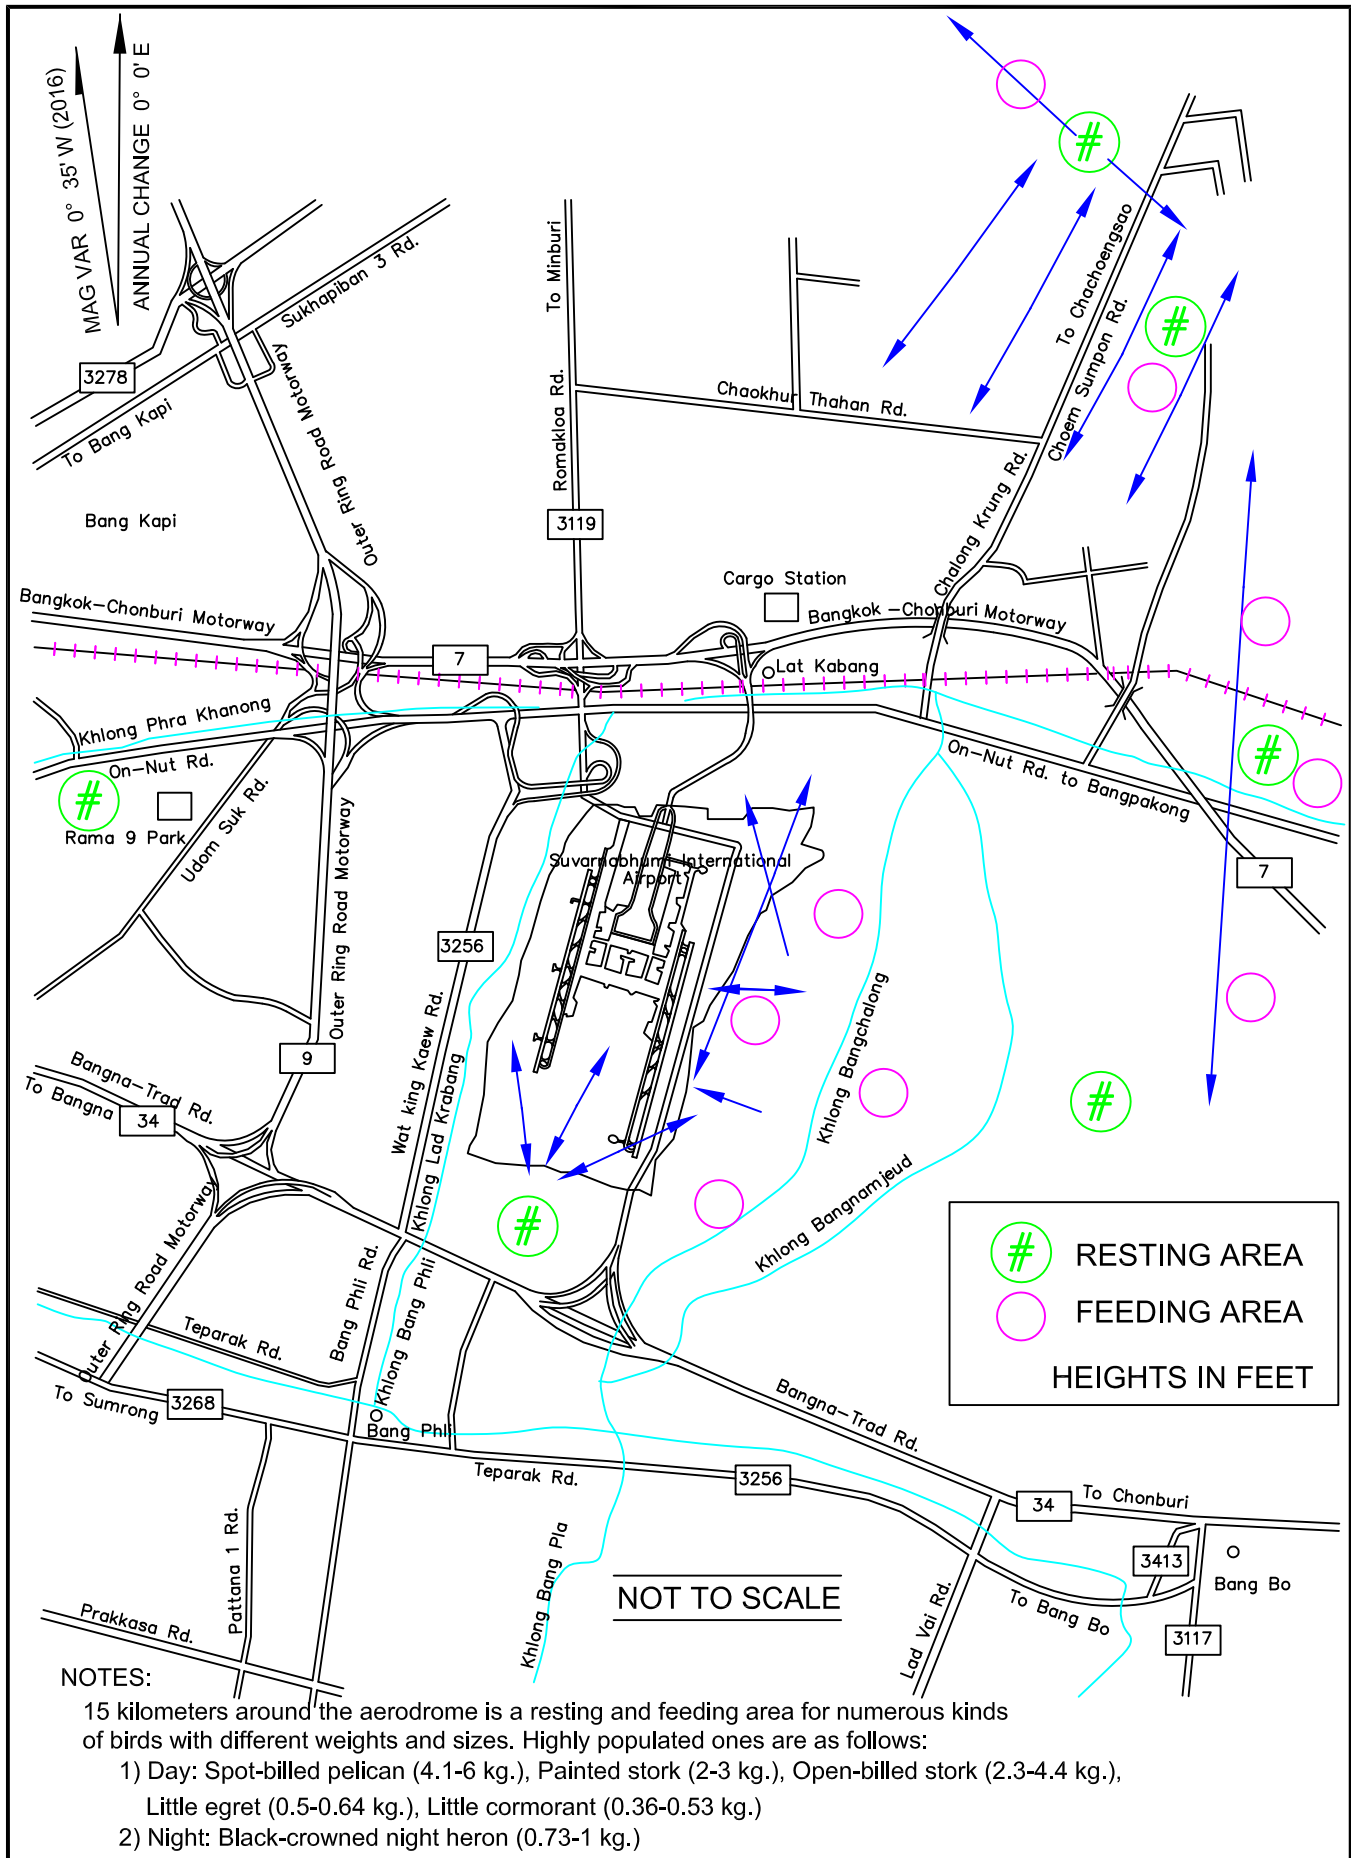 MAG VAR 0° 35' W (2016)
ANNUAL CHANGE 0° 0' E
Sukhapiban 3 Rd.
3278
To Bang Kapi
Outer Ring Road Motorway
Outer Ring Road Motorway
Bang Kapi
To Minburi
Romakloa Rd.
3119
Chaokhur Thahan Rd.
To Chachoengsao
Choem Sumpon Rd.
Chalong Krung Rd.
Cargo Station
Bangkok-Chonburi Motorway
Bangkok -Chonburi Motorway
7
Lat Kabang
Khlong Phra Khanong
On-Nut Rd.
On-Nut Rd. to Bangpakong
Rama 9 Park
Udom Suk Rd.
Outer Ring Road Motorway
Suvarnabhumi International
Airport
7
3256
Wat king Kaew Rd.
Khlong Lad Krabang
Khlong Bangchalong
Khlong Bangnamjeud
9
Bangna-Trad Rd.
To Bangna
34
Outer Ring Road Motorway
Bang Phli Rd.
Khlong Bang Phli
Teparak Rd.
To Sumrong
3268
Bang Phli
Teparak Rd.
3256
Bangna-Trad Rd.
34
To Chonburi
3413
Bang Bo
To Bang Bo
3117
Lad Vai Rd.
Khlong Bang Pla
Pattana 1 Rd.
Prakkasa Rd.
# RESTING AREA
FEEDING AREA
HEIGHTS IN FEET
NOT TO SCALE
NOTES:
15 kilometers around the aerodrome is a resting and feeding area for numerous kinds
of birds with different weights and sizes. Highly populated ones are as follows:
1) Day: Spot-billed pelican (4.1-6 kg.), Painted stork (2-3 kg.), Open-billed stork (2.3-4.4 kg.),
Little egret (0.5-0.64 kg.), Little cormorant (0.36-0.53 kg.)
2) Night: Black-crowned night heron (0.73-1 kg.)